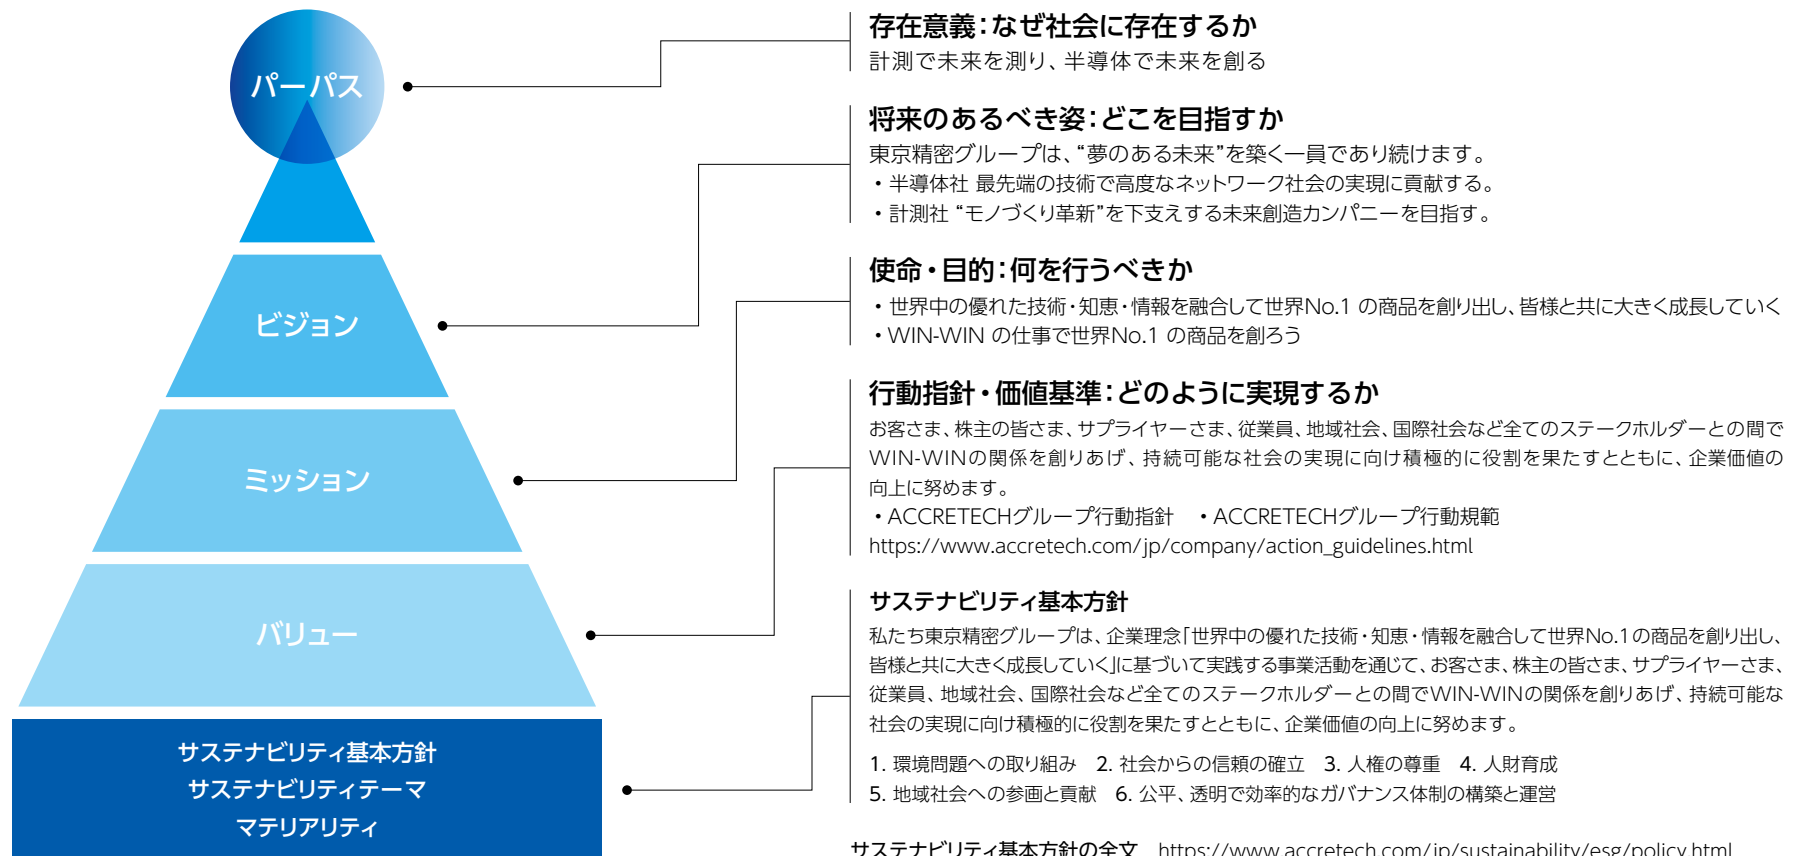 パーパス
ビジョン
ミッション
バリュー
サステナビリティ基本方針
サステナビリティテーマ
マテリアリティ
存在意義：なぜ社会に存在するか
計測で未来を測り、半導体で未来を創る
将来のあるべき姿：どこを目指すか
東京精密グループは、“夢のある未来”を築く一員であり続けます。
・半導体社 最先端の技術で高度なネットワーク社会の実現に貢献する。
・計測社 “モノづくり革新”を下支えする未来創造カンパニーを目指す。
使命・目的：何を行うべきか
・世界中の優れた技術・知恵・情報を融合して世界No.1 の商品を創り出し、皆様と共に大きく成長していく
・WIN-WIN の仕事で世界No.1 の商品を創ろう
行動指針・価値基準：どのように実現するか
お客さま、株主の皆さま、サプライヤーさま、従業員、地域社会、国際社会など全てのステークホルダーとの間で
WIN-WINの関係を創りあげ、持続可能な社会の実現に向け積極的に役割を果たすとともに、企業価値の
向上に努めます。
・ACCRETECHグループ行動指針　・ACCRETECHグループ行動規範
https://www.accretech.com/jp/company/action_guidelines.html
サステナビリティ基本方針
私たち東京精密グループは、企業理念「世界中の優れた技術・知恵・情報を融合して世界No.1の商品を創り出し、
皆様と共に大きく成長していく」に基づいて実践する事業活動を通じて、お客さま、株主の皆さま、サプライヤーさま、
従業員、地域社会、国際社会など全てのステークホルダーとの間でWIN-WINの関係を創りあげ、持続可能な
社会の実現に向け積極的に役割を果たすとともに、企業価値の向上に努めます。
1. 環境問題への取り組み　2. 社会からの信頼の確立　3. 人権の尊重　4. 人財育成
5. 地域社会への参画と貢献　6. 公平、透明で効率的なガバナンス体制の構築と運営
サステナビリティ基本方針の全文　https://www.accretech.com/jp/sustainability/esg/policy.html